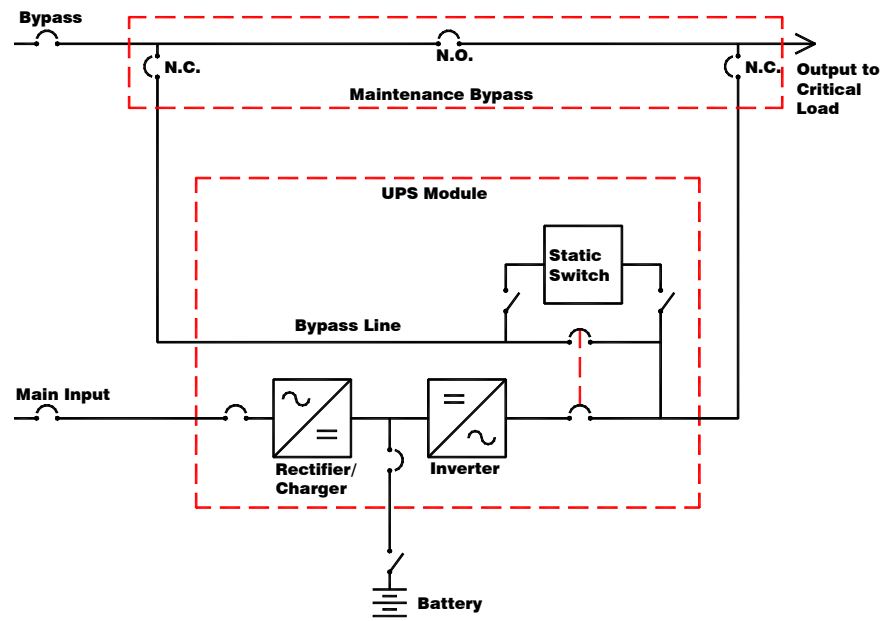 Bypass
N.C.
N.O.
N.C.
Output to
Critical
Load
Maintenance Bypass
UPS Module
Static
Switch
Bypass Line
Main Input
Rectifier/
Charger
Inverter
Battery